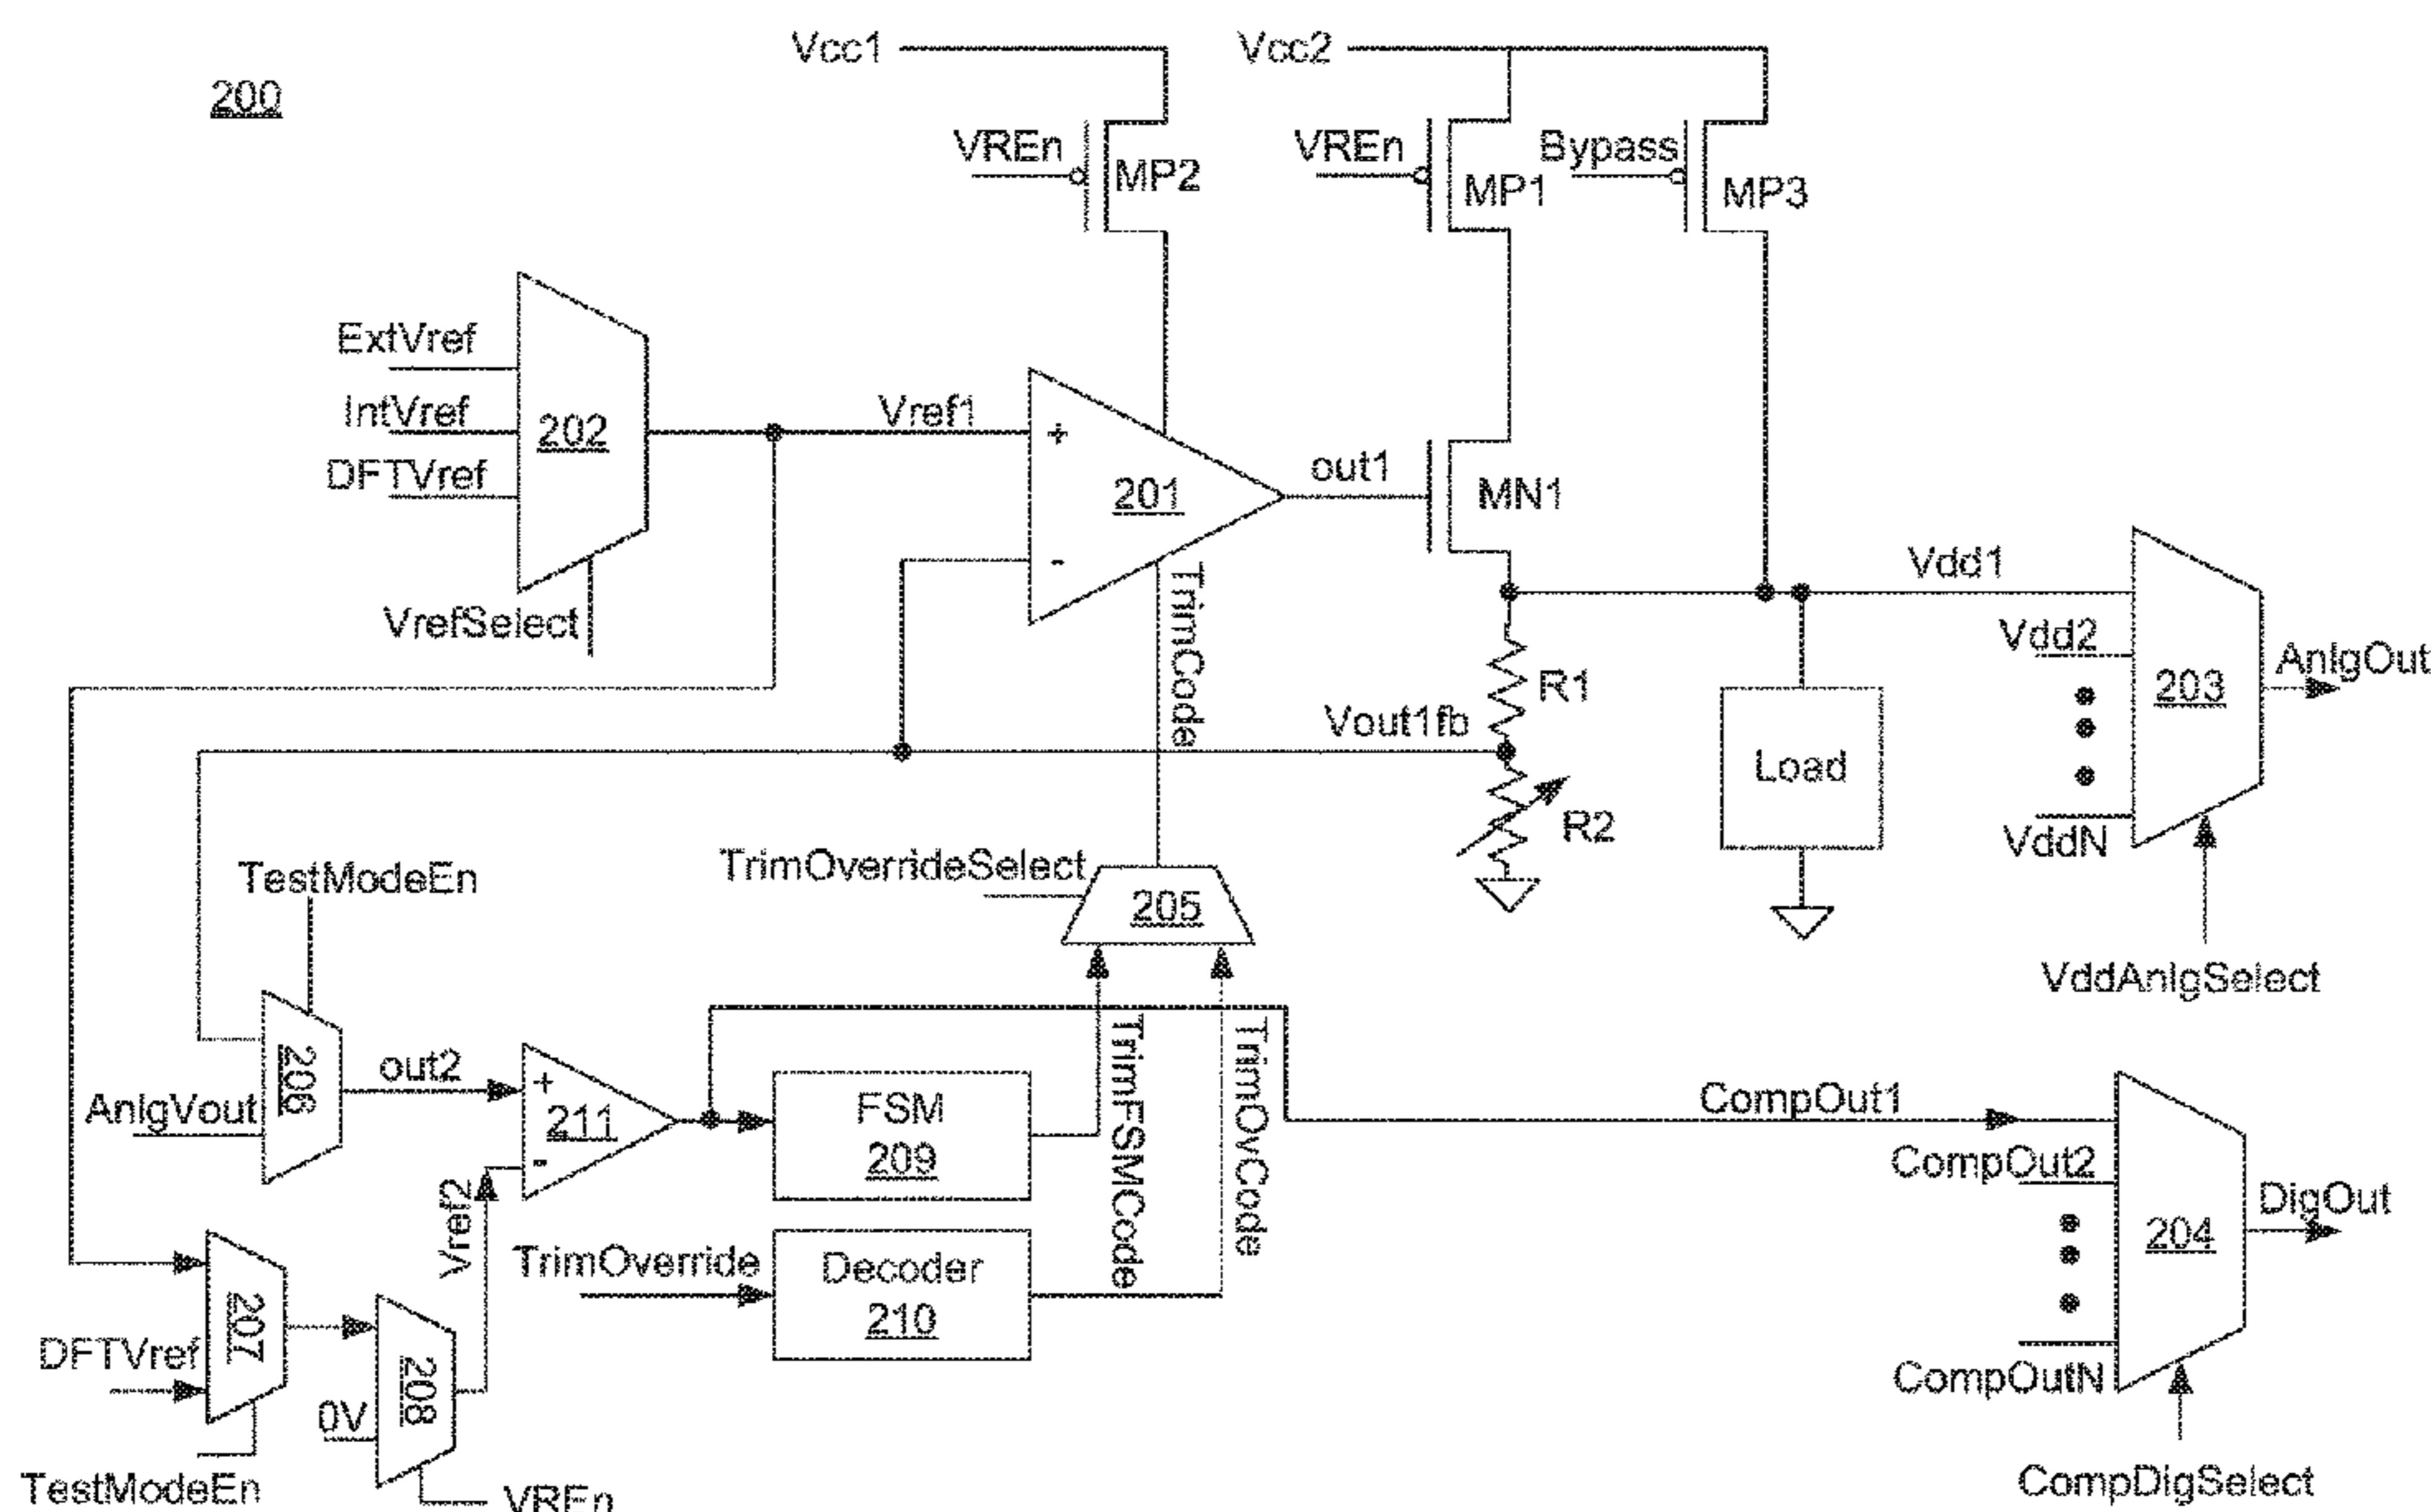 200
Vcc1
Vcc2
VREn
MP2
VREn
MP1
Bypass
MP3
ExtVref
IntVref
DFTVref
202
VrefSelect
Vref1
+
-
201
out1
MN1
TrimCode
Vdd1
Vdd2
VddN
203
AnlgOut
VddAnlgSelect
R1
Vout1fb
R2
Load
TrimOverrideSelect
205
TestModeEn
206
AnlgVout
out2
+
-
211
FSM
209
TrimFSMCode
TrimOvCode
CompOut1
CompOut2
CompOutN
204
DigOut
CompDigSelect
Vref2
TrimOverride
Decoder
210
207
DFTVref
TestModeEn
0V
208
VREn